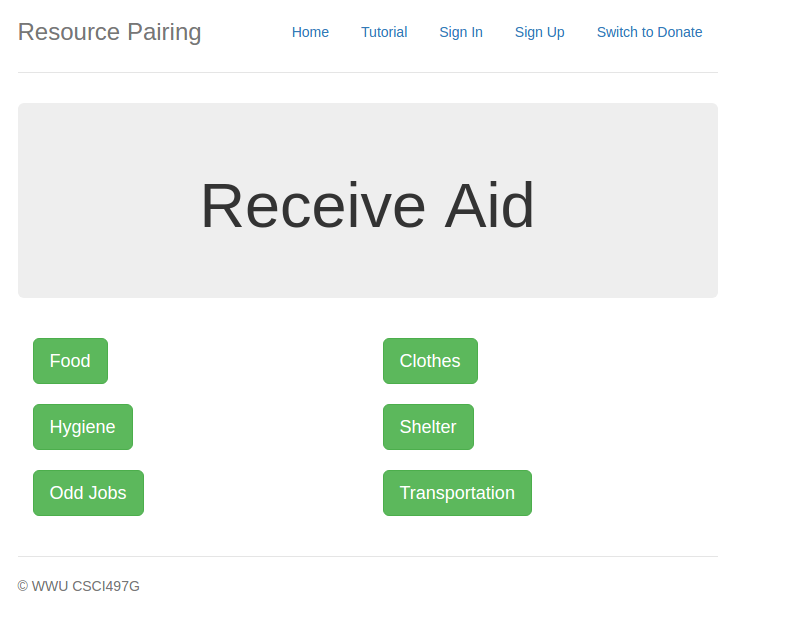 Resource Pairing Home Tutorial Sign In Sign Up Switch to Donate
Receive Aid
Food Clothes
Hygiene Shelter
Odd Jobs Transportation
© WWU CSCI497G